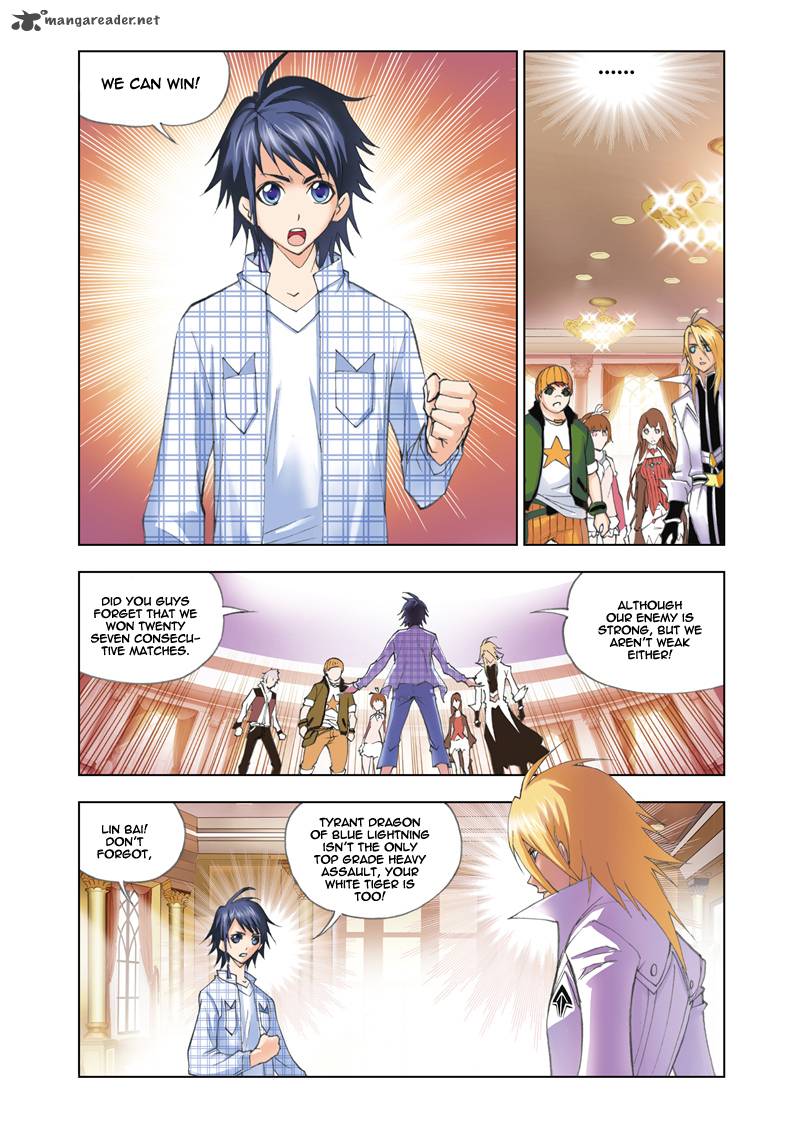 mangareader.net
WE CAN WIN!
......
DID YOU GUYS
FORGET THAT WE
WON TWENTY
SEVEN CONSECU-
TIVE MATCHES.
ALTHOUGH
OUR ENEMY IS
STRONG, BUT WE
AREN'T WEAK
EITHER!
LIN BAI!
DON'T
FORGOT,
TYRANT DRAGON
OF BLUE LIGHTNING
ISN'T THE ONLY
TOP GRADE HEAVY
ASSAULT, YOUR
WHITE TIGER IS
TOO!